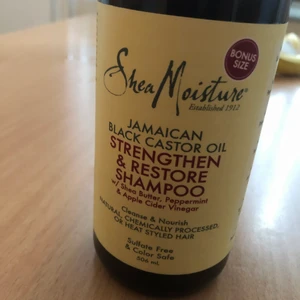 BONUS
SIZE
SheaMoisture
Established 1912
JAMAICAN
BLACK CASTOR OIL
STRENGTHEN
& RESTORE
SHAMPOO
w/ Shea Butter, Peppermint
& Apple Cider Vinegar
Cleanse & Nourish
NATURAL, CHEMICALLY PROCESSED,
OR HEAT STYLED HAIR
Sulfate Free
& Color Safe